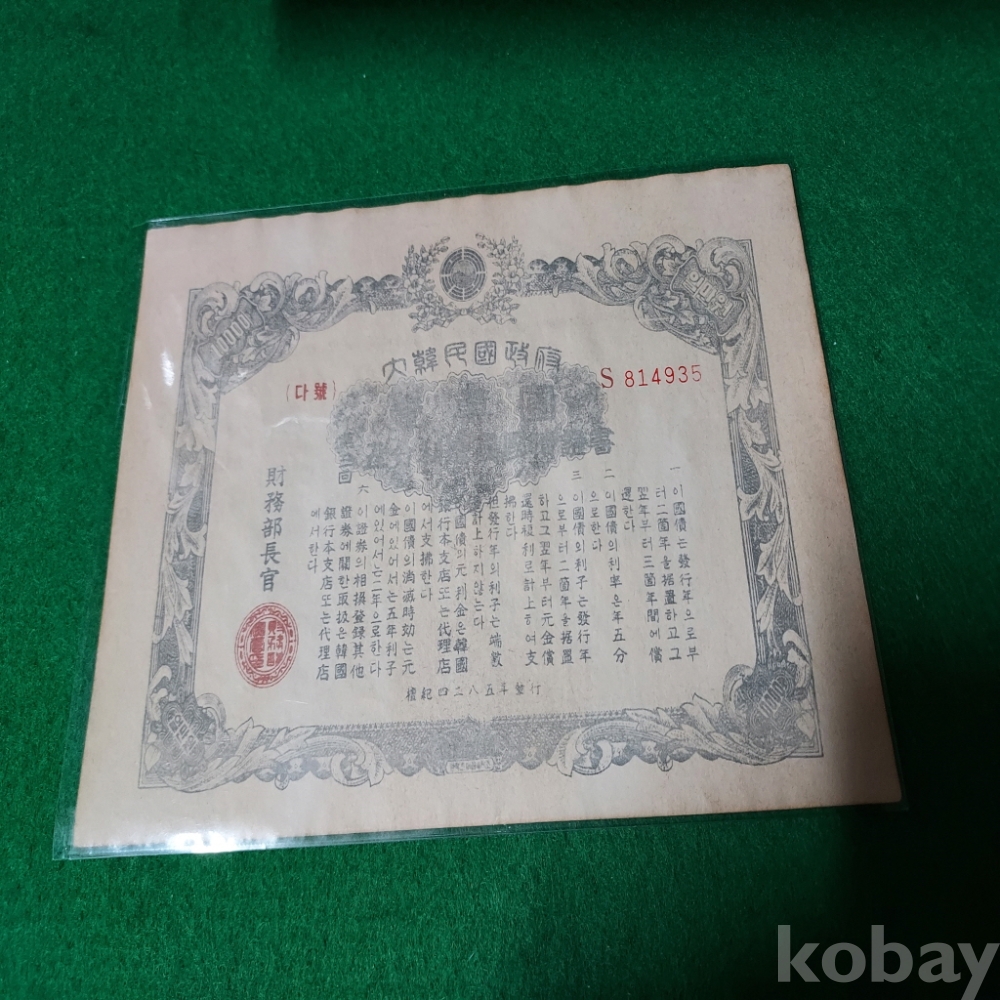 10000
일만원
大韓民國政府
(다號)
S 814935
一 이國債는發行年으로부
터二箇年을据置하고그
翌年부터三箇年間에償
還한다
二 이國債의利率은年五分
으로한다
三 이國債의利子는發行年
으로부터二箇年을据置
하고그翌年부터元金償
還時複利로計上하여支
拂한다
但發行年의利子는端數
計上하지않는다
國債의元利金은韓國
銀行本支店또는代理店
에서支拂한다
이國債의消滅時効는元
金에있어서는五年利子
에있어서는二年으로한다
六 이證券의相撲登錄其他
證券에關한取扱은韓國
銀行本支店또는代理店
에서한다
財務部長官
檀紀四二八五年發行
10000
kobay